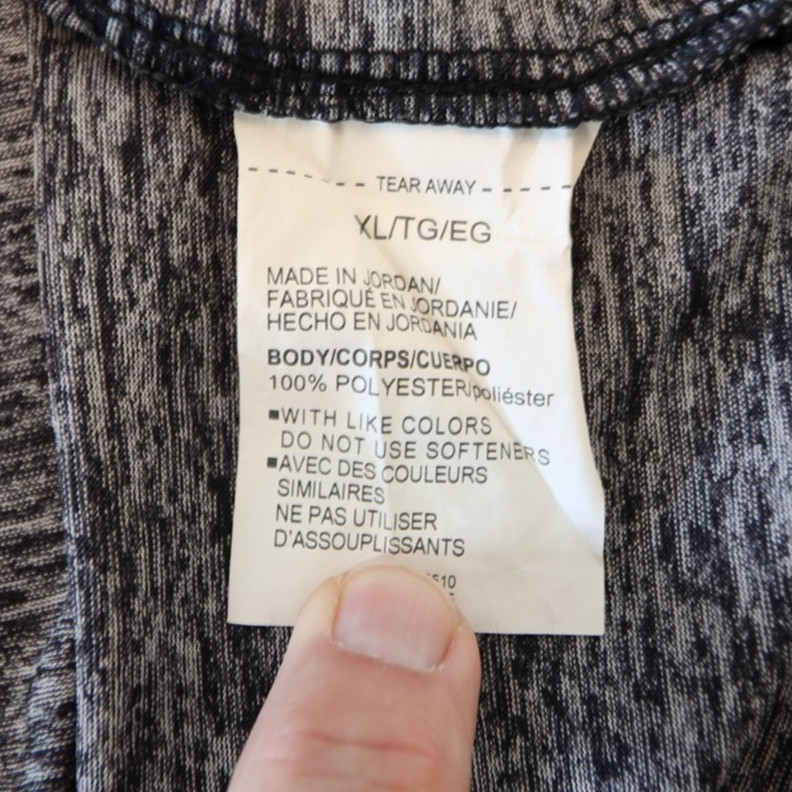 TEAR AWAY
XL/TG/EG
MADE IN JORDAN/
FABRIQUÉ EN JORDANIE/
HECHO EN JORDANIA
BODY/CORPS/CUERPO
100% POLYESTER/poliéster
▪WITH LIKE COLORS
DO NOT USE SOFTENERS
▪AVEC DES COULEURS
SIMILAIRES
NE PAS UTILISER
D'ASSOUPLISSANTS